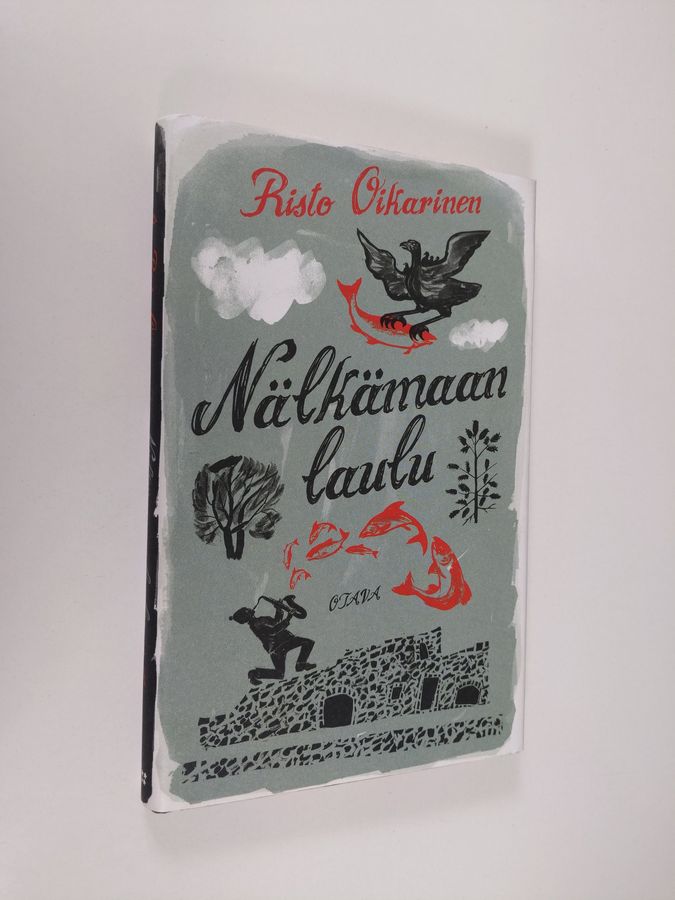 Risto Oikarinen
Nälkämaan
laulu
OTAVA